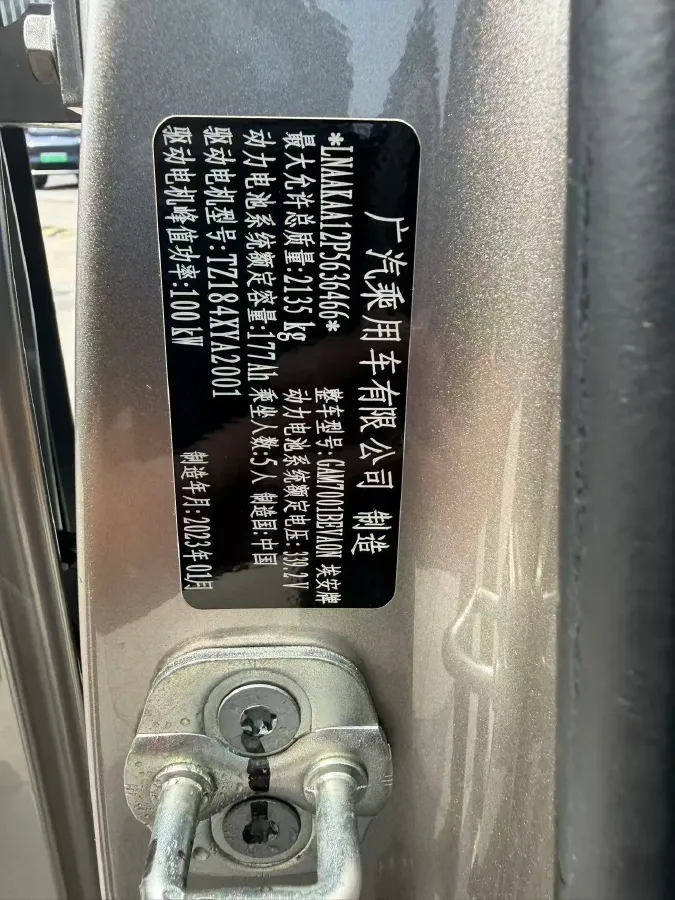 广汽乘用车有限公司 制造
*LNAAKAA12P5636466* 整车型号:GAM7001BEVA0N 埃安牌
最大允许总质量:2135 kg 动力电池系统额定电压:339.2 V
动力电池系统额定容量:177Ah 乘坐人数:5人 制造国:中国
驱动电机型号:TZ184XYA2001
驱动电机峰值功率:100 kW 制造年月:2023年01月